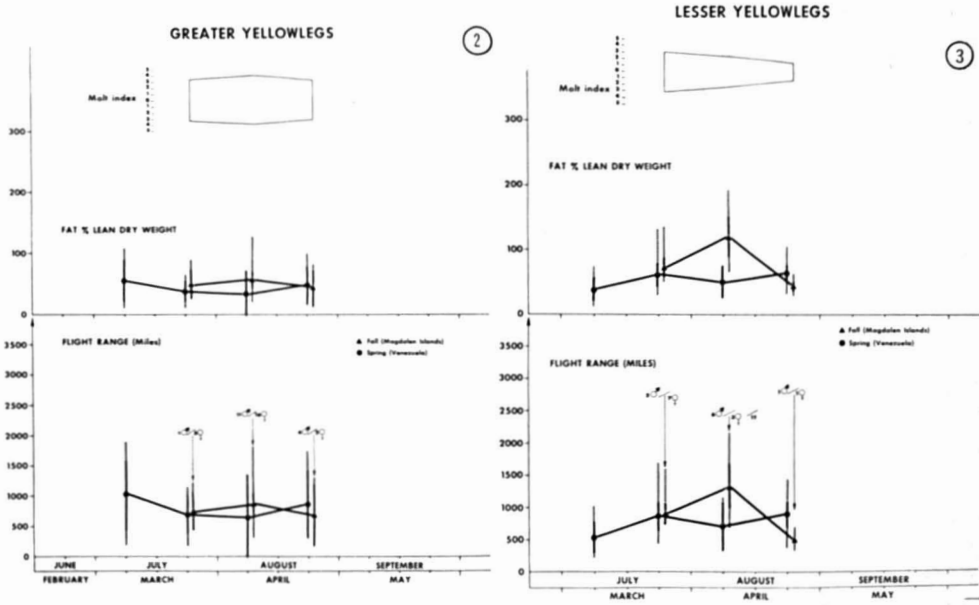 GREATER YELLOWLEGS
2
Molt index
300
200
100
0
FAT % LEAN DRY WEIGHT
FLIGHT RANGE (Miles)
▲ Fall (Magdalen Islands)
● Spring (Venezuela)
3500
3000
2500
2000
1500
1000
500
0
JUNE JULY AUGUST SEPTEMBER
FEBRUARY MARCH APRIL MAY
LESSER YELLOWLEGS
3
Molt index
300
200
100
0
FAT % LEAN DRY WEIGHT
▲ Fall (Magdalen Islands)
● Spring (Venezuela)
FLIGHT RANGE (MILES)
3500
3000
2500
2000
1500
1000
500
0
JULY AUGUST SEPTEMBER
MARCH APRIL MAY